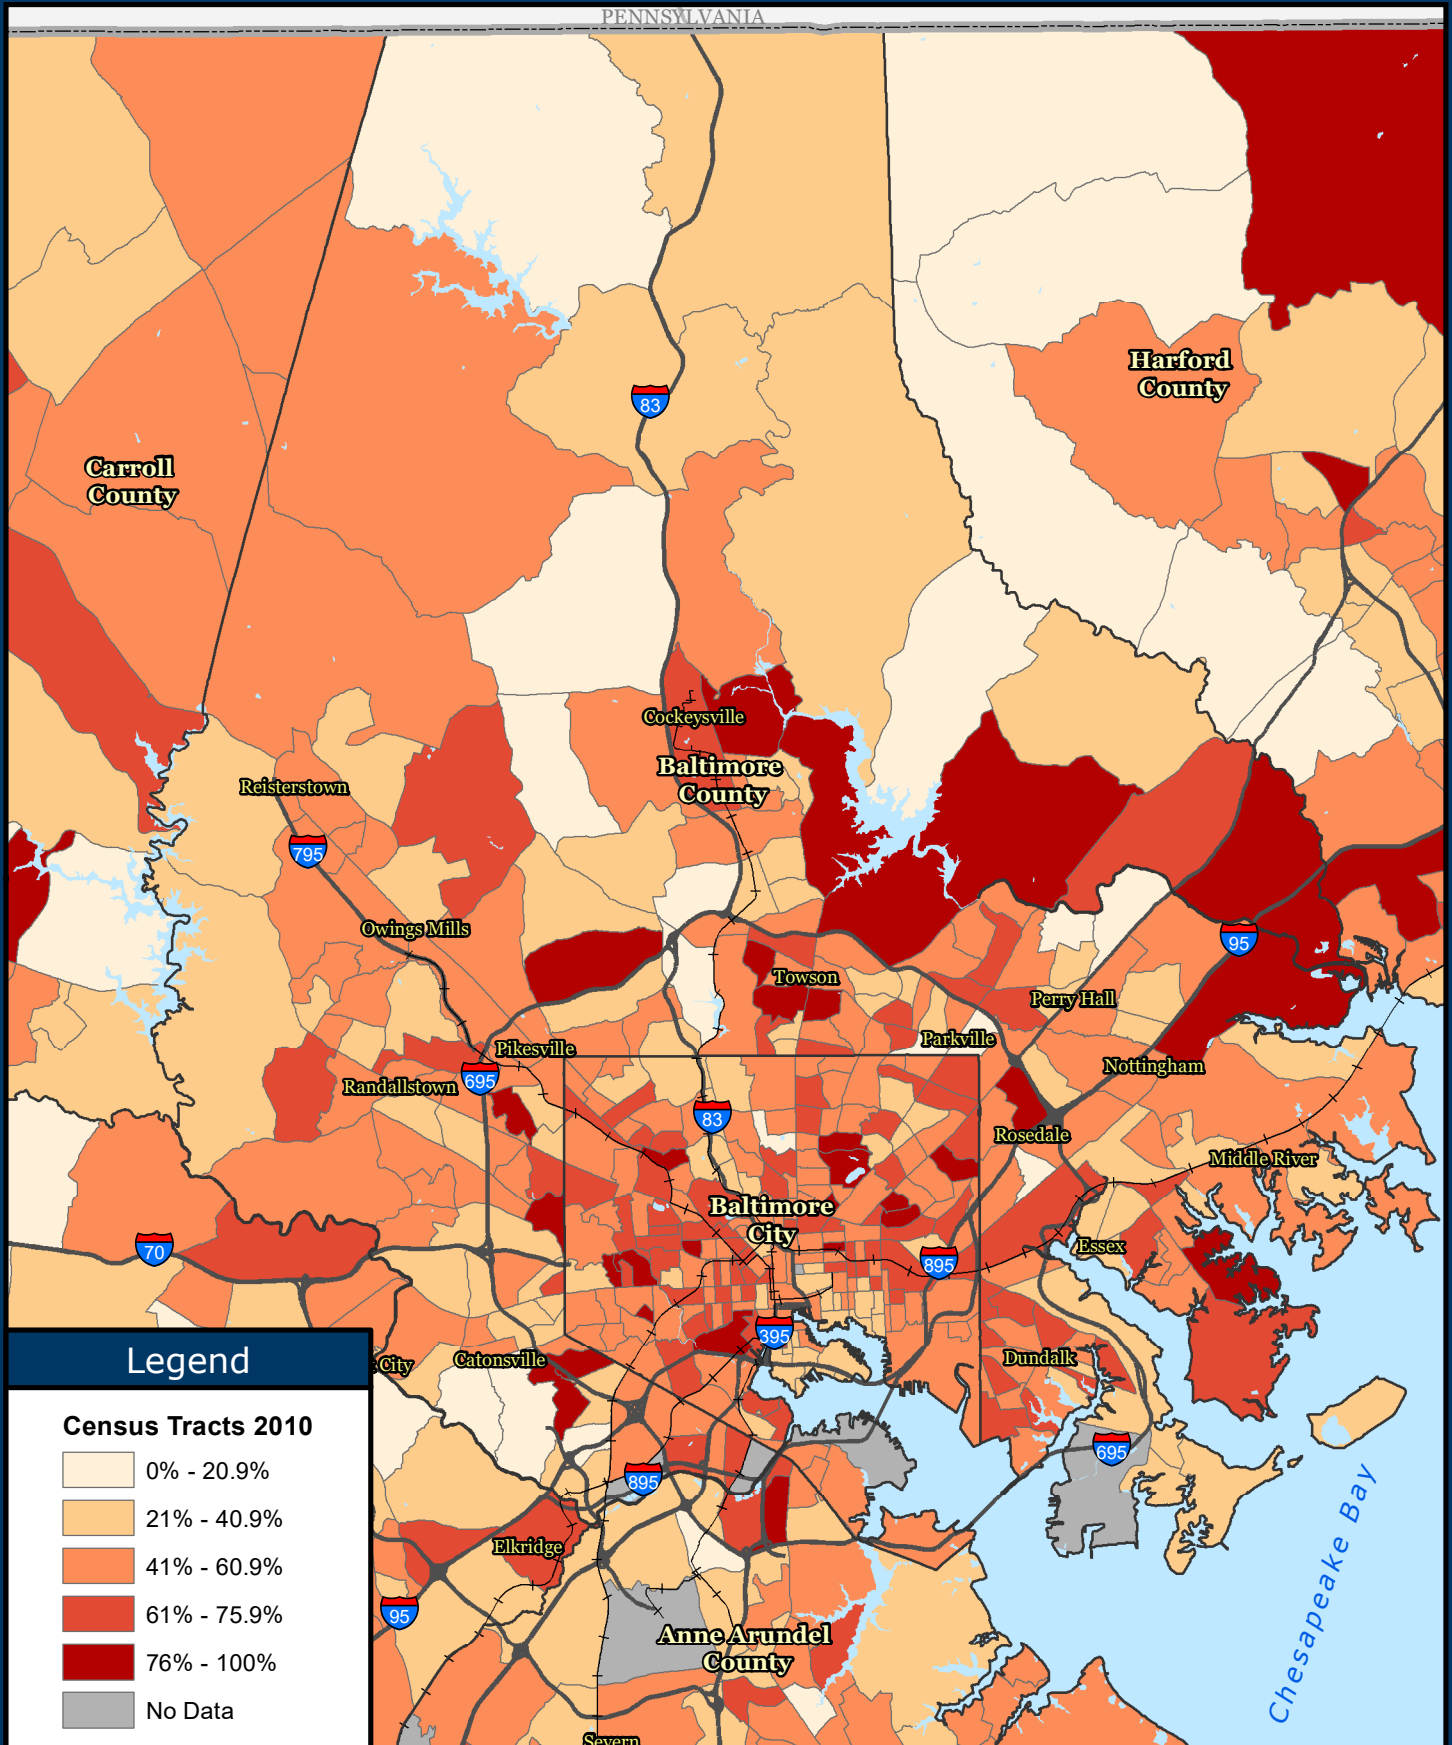 PENNSYLVANIA
Harford
County
83
Carroll
County
Cockeysville
Baltimore
County
Reisterstown
795
Owings Mills
95
Towson
Perry Hall
Parkville
Pikesville
Nottingham
Randallstown
695
83
Rosedale
Middle River
Baltimore
City
Essex
70
895
395
City
Catonsville
Dundalk
695
895
Elkridge
95
Anne Arundel
County
Severn
Chesapeake Bay
Legend
Census Tracts 2010
0% - 20.9%
21% - 40.9%
41% - 60.9%
61% - 75.9%
76% - 100%
No Data